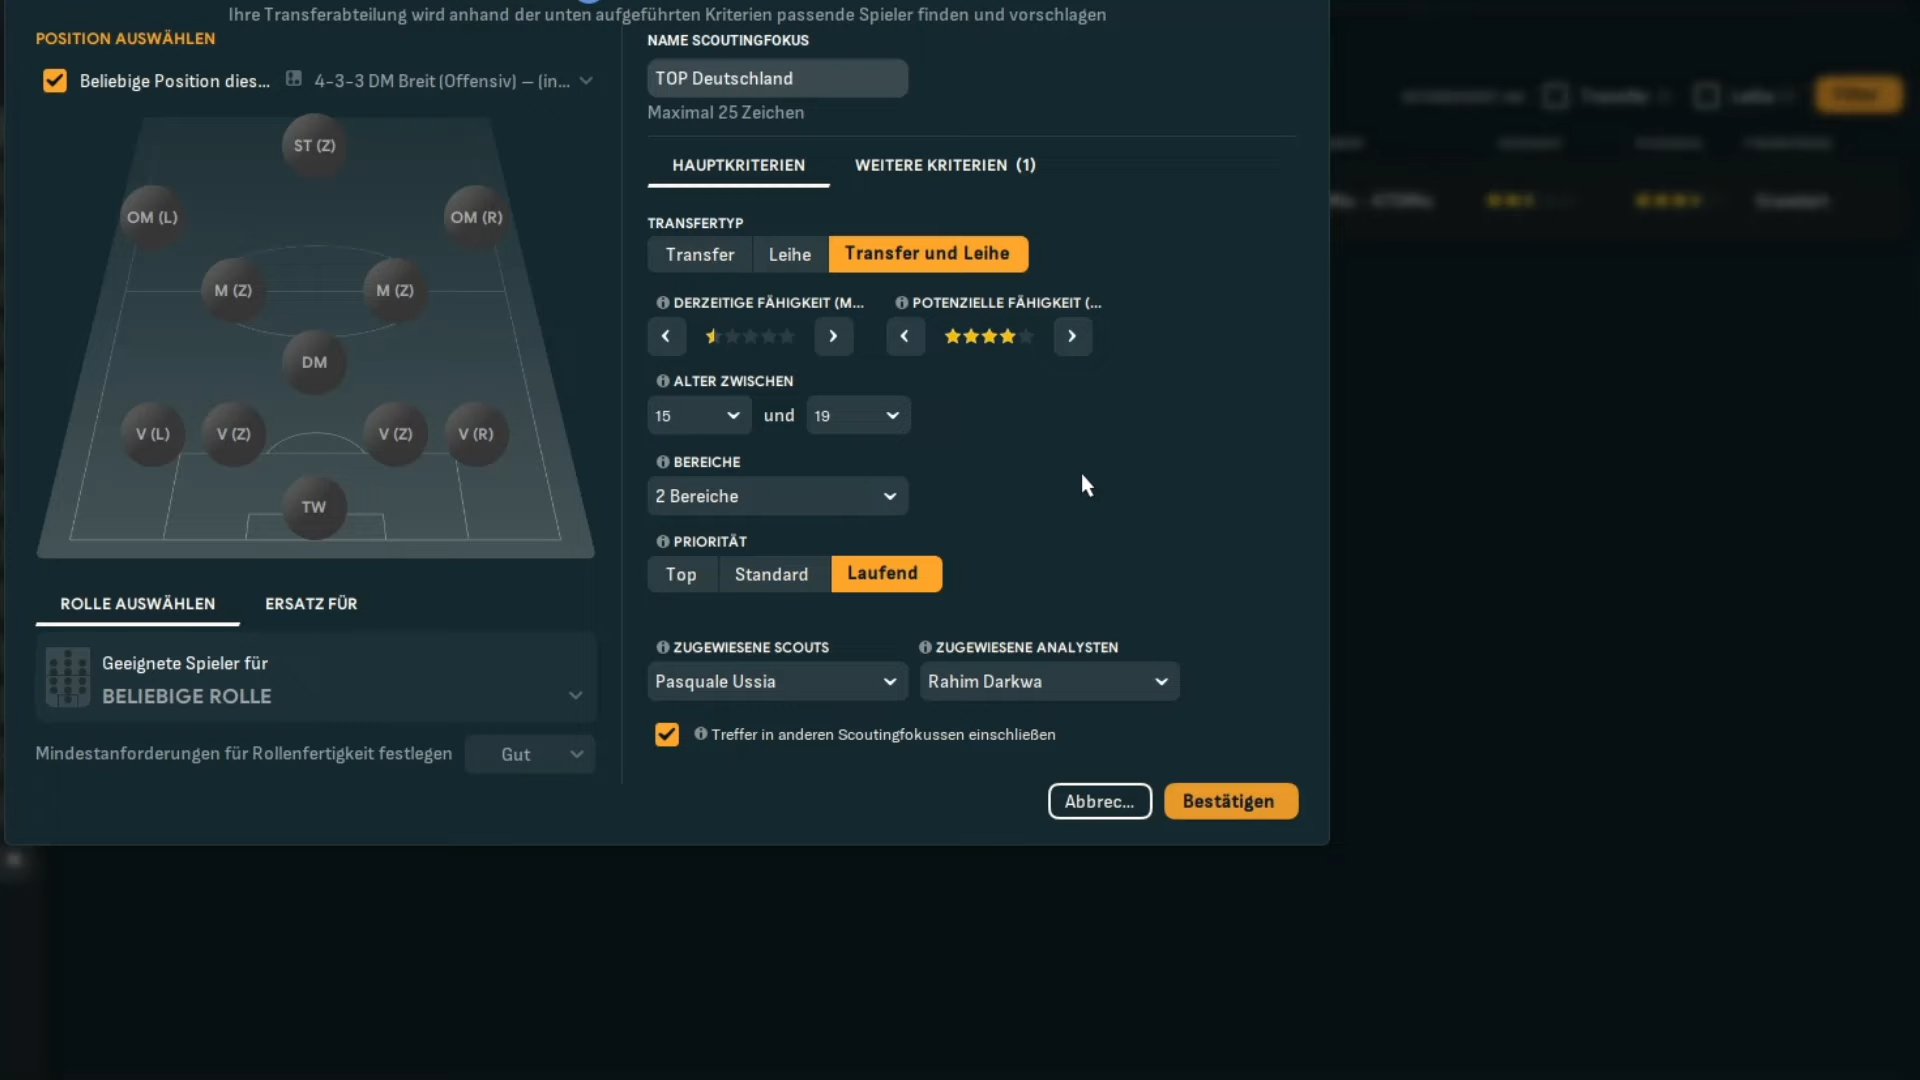 Ihre Transferabteilung wird anhand der unten aufgeführten Kriterien passende Spieler finden und vorschlagen
POSITION AUSWÄHLEN
Beliebige Position dies...
4-3-3 DM Breit (Offensiv) – (in...
ST (Z)
OM (L)
OM (R)
M (Z)
M (Z)
DM
V (L)
V (Z)
V (Z)
V (R)
TW
ROLLE AUSWÄHLEN
ERSATZ FÜR
Geeignete Spieler für
BELIEBIGE ROLLE
Mindestanforderungen für Rollenfertigkeit festlegen
Gut
NAME SCOUTINGFOKUS
TOP Deutschland
Maximal 25 Zeichen
HAUPTKRITERIEN
WEITERE KRITERIEN (1)
TRANSFERTYP
Transfer
Leihe
Transfer und Leihe
DERZEITIGE FÄHIGKEIT (M...
POTENZIELLE FÄHIGKEIT (...
ALTER ZWISCHEN
15
und
19
BEREICHE
2 Bereiche
PRIORITÄT
Top
Standard
Laufend
ZUGEWIESENE SCOUTS
ZUGEWIESENE ANALYSTEN
Pasquale Ussia
Rahim Darkwa
Treffer in anderen Scoutingfokussen einschließen
Abbrec...
Bestätigen